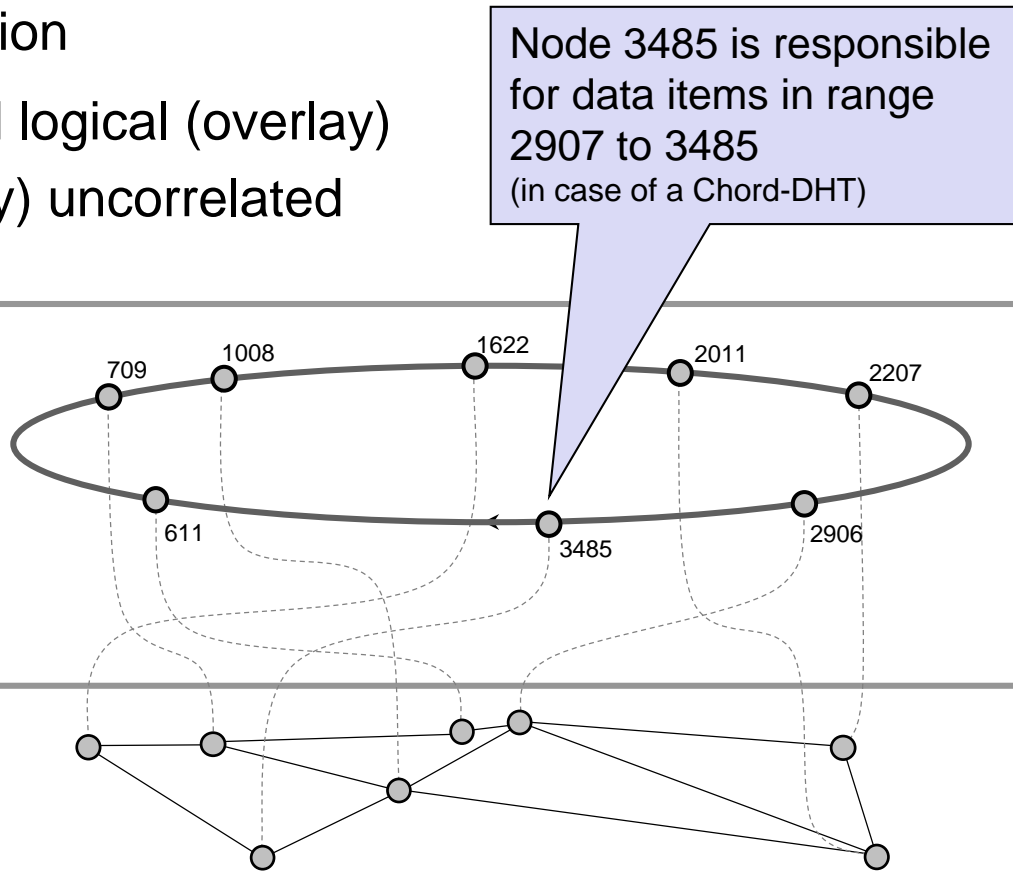 ion
logical (overlay)
y) uncorrelated
Node 3485 is responsible
for data items in range
2907 to 3485
(in case of a Chord-DHT)
709
1008
1622
2011
2207
611
3485
2906